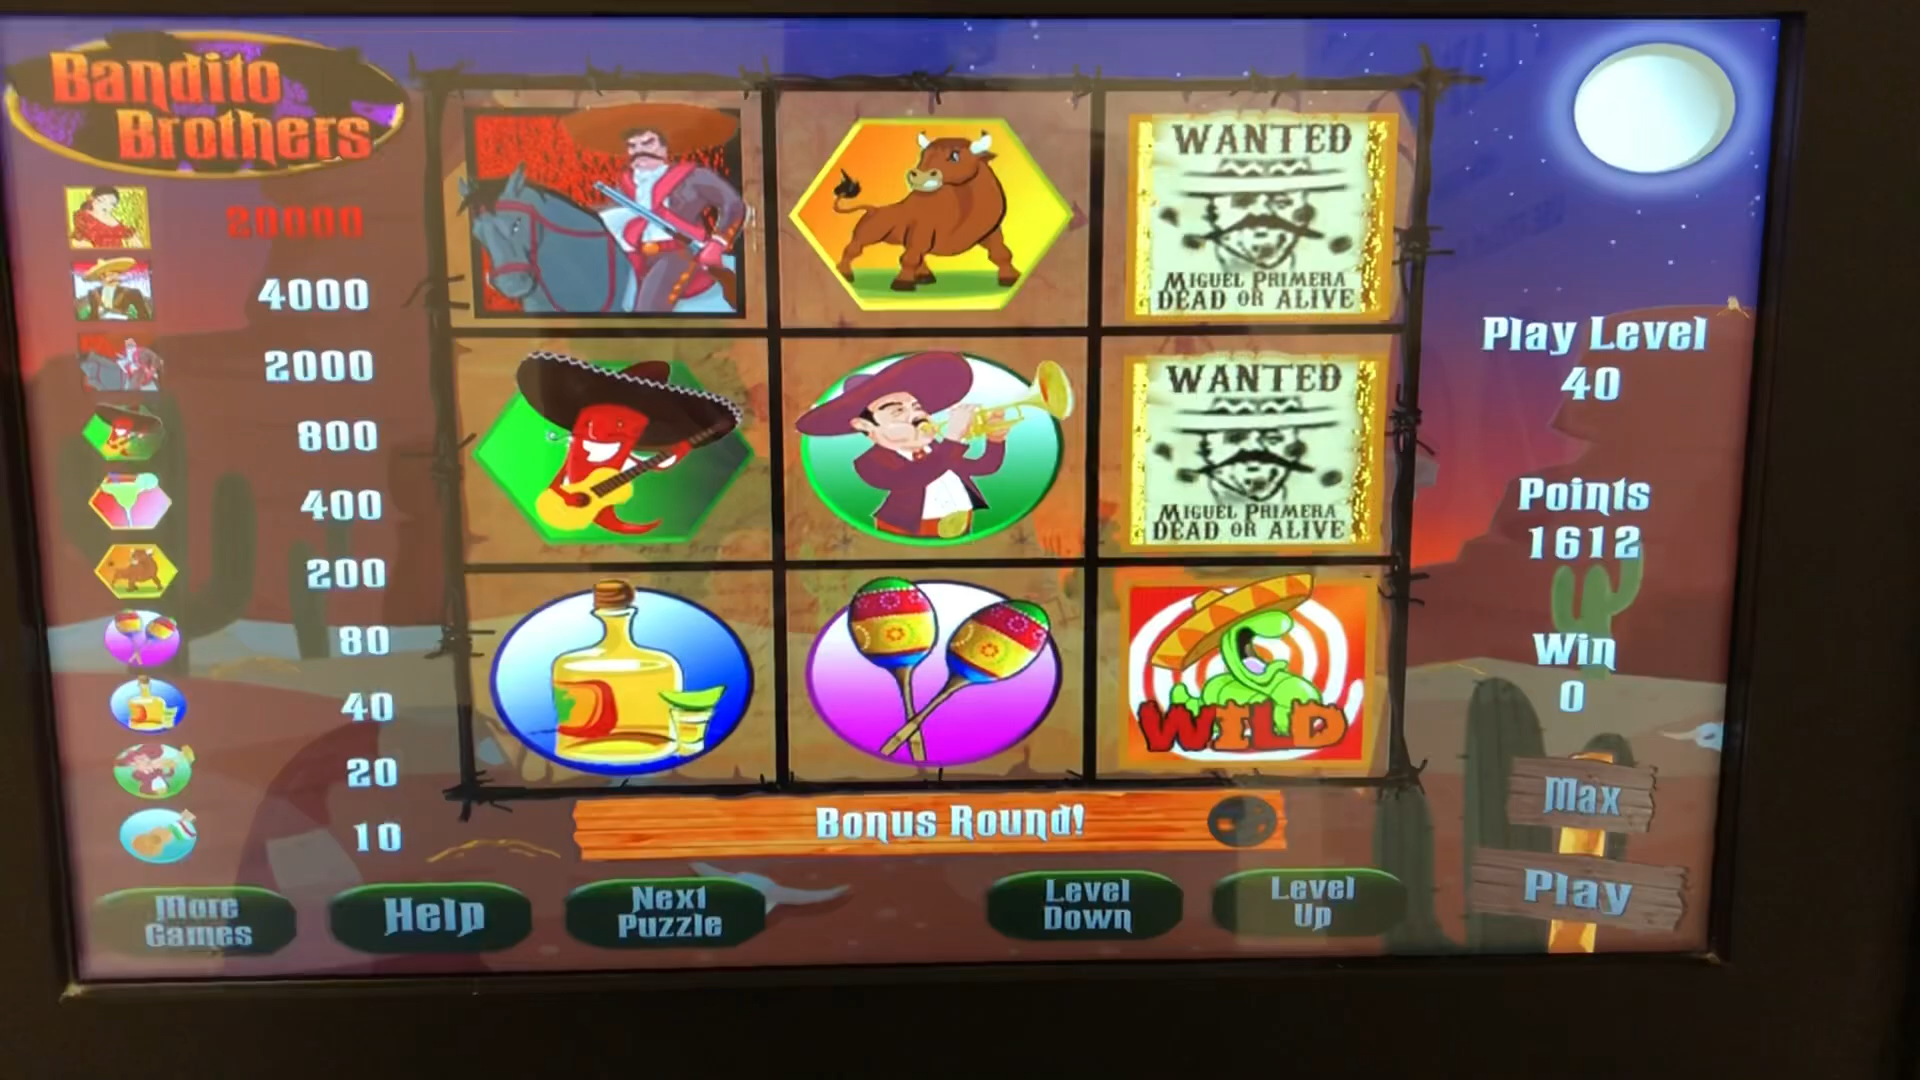 Bandito
Brothers
20000
4000
2000
800
400
200
80
40
20
10
WANTED
MIGUEL PRIMERA
DEAD OR ALIVE
WANTED
MIGUEL PRIMERA
DEAD OR ALIVE
WILD
Play Level
40
Points
1612
Win
0
Max
Play
Bonus Round!
More
Games
Help
Next
Puzzle
Level
Down
Level
Up